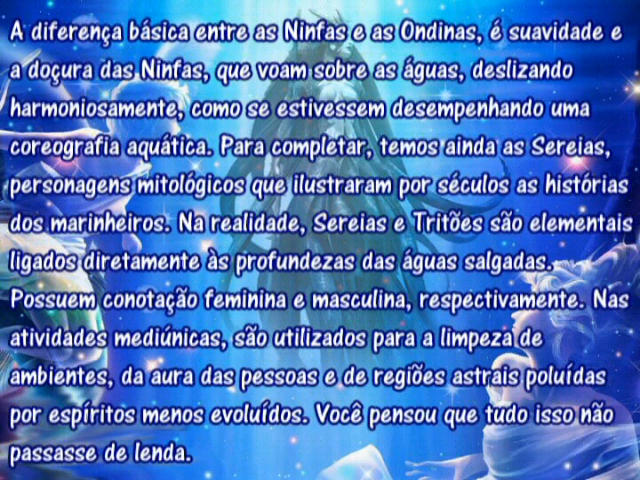 A diferença básica entre as Ninfas e as Ondinas, é suavidade e
a doçura das Ninfas, que voam sobre as águas, deslizando
harmoniosamente, como se estivessem desempenhando uma
coreografia aquática. Para completar, temos ainda as Sereias,
personagens mitológicos que ilustraram por séculos as histórias
dos marinheiros. Na realidade, Sereias e Tritões são elementais
ligados diretamente às profundezas das águas salgadas.
Possuem conotação feminina e masculina, respectivamente. Nas
atividades mediúnicas, são utilizados para a limpeza de
ambientes, da aura das pessoas e de regiões astrais poluídas
por espíritos menos evoluídos. Você pensou que tudo isso não
passasse de lenda.